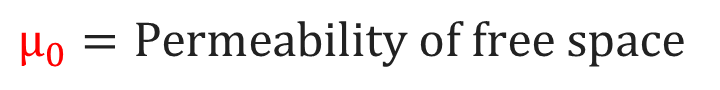 μ₀ = Permeability of free space